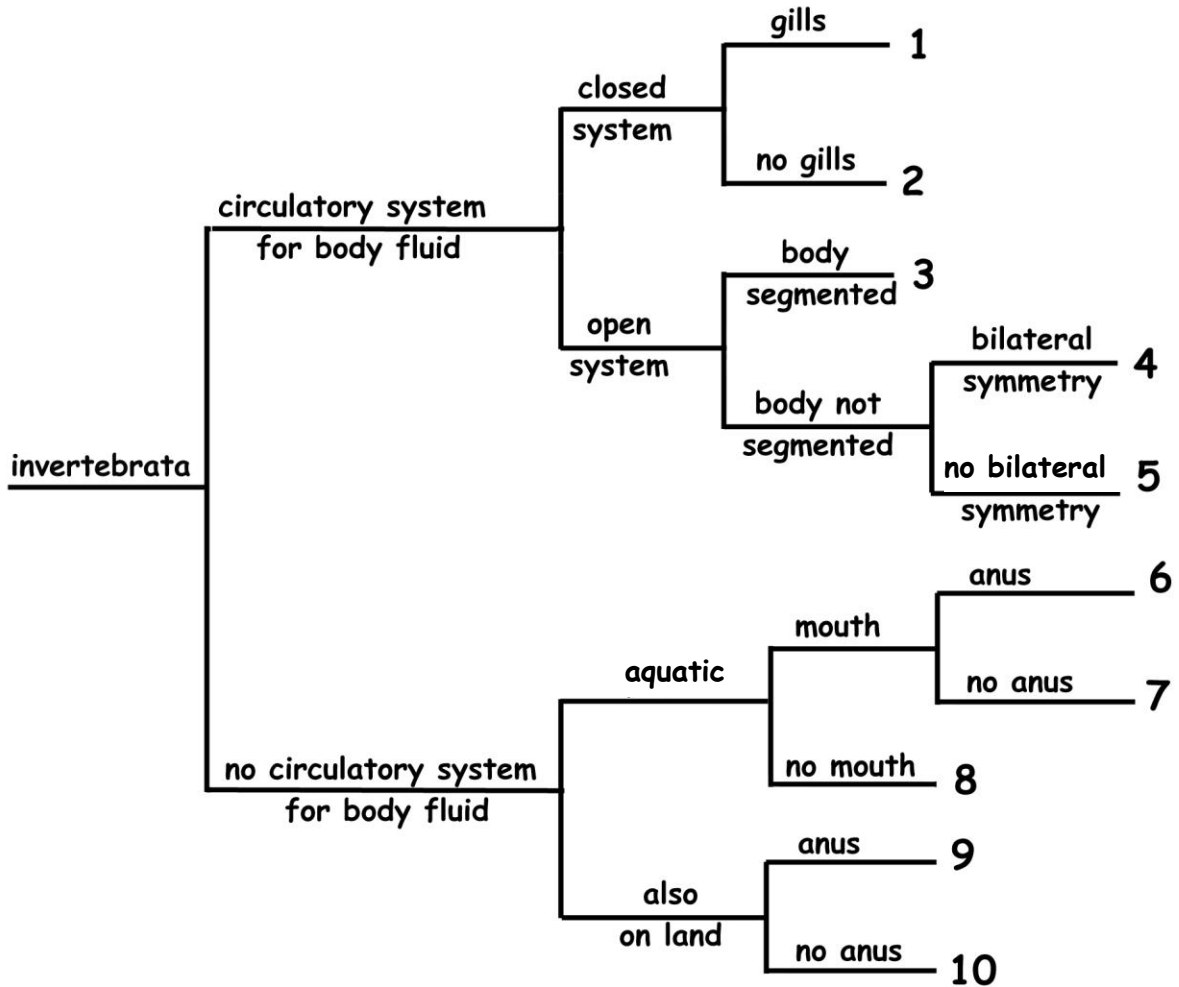 gills
1
closed
system
no gills
2
circulatory system
for body fluid
body
segmented
3
open
system
bilateral
symmetry
4
body not
segmented
no bilateral
symmetry
5
invertebrata
anus
6
mouth
aquatic
no anus
7
no circulatory system
for body fluid
no mouth
8
anus
9
also
on land
no anus
10